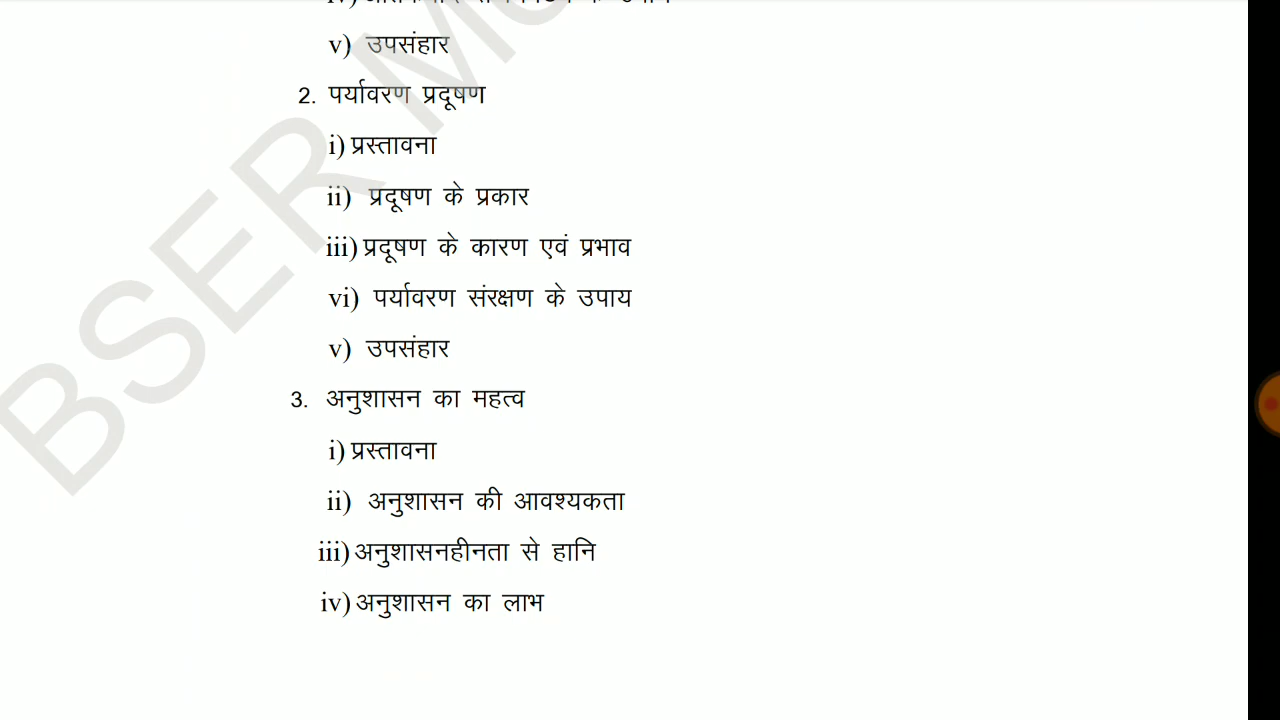 v) उपसंहार
2. पर्यावरण प्रदूषण
i) प्रस्तावना
ii) प्रदूषण के प्रकार
iii) प्रदूषण के कारण एवं प्रभाव
vi) पर्यावरण संरक्षण के उपाय
v) उपसंहार
3. अनुशासन का महत्व
i) प्रस्तावना
ii) अनुशासन की आवश्यकता
iii) अनुशासनहीनता से हानि
iv) अनुशासन का लाभ
BSER